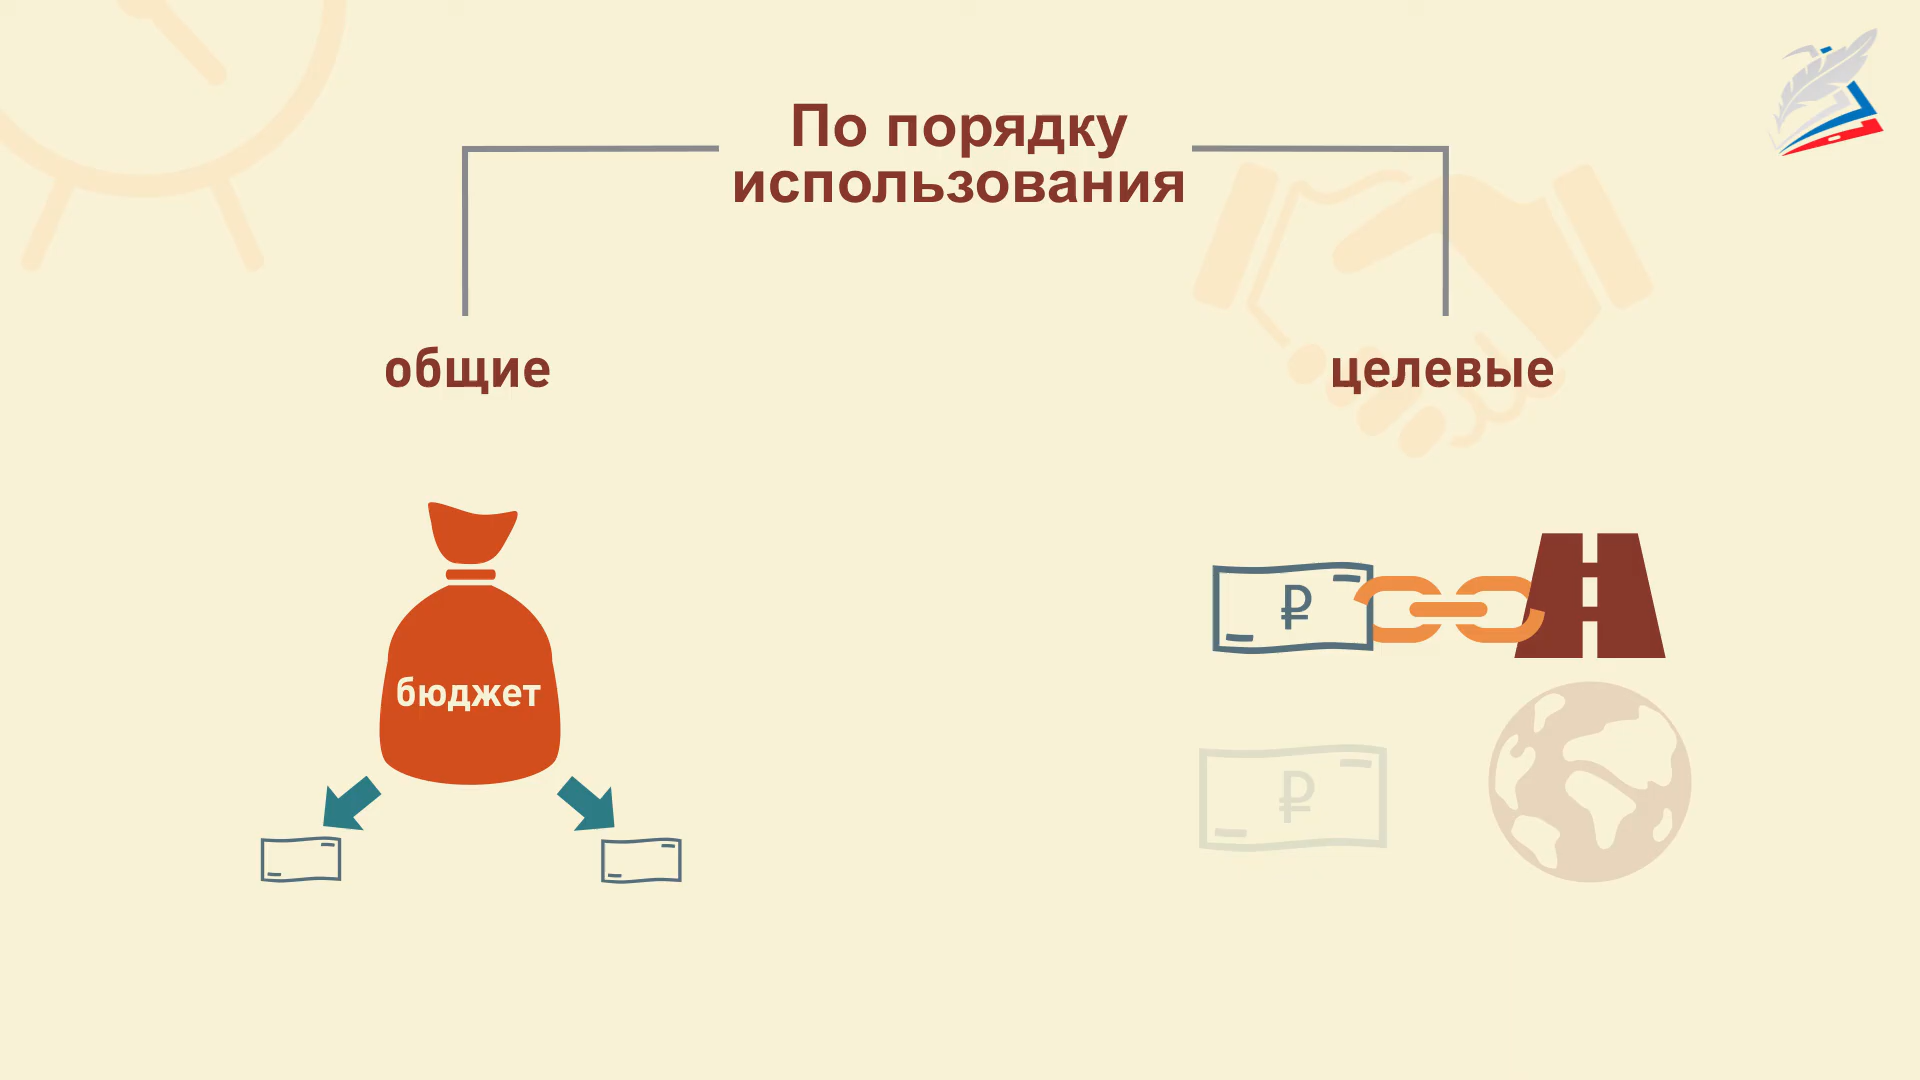 По порядку
использования
общие
целевые
₽
бюджет
₽